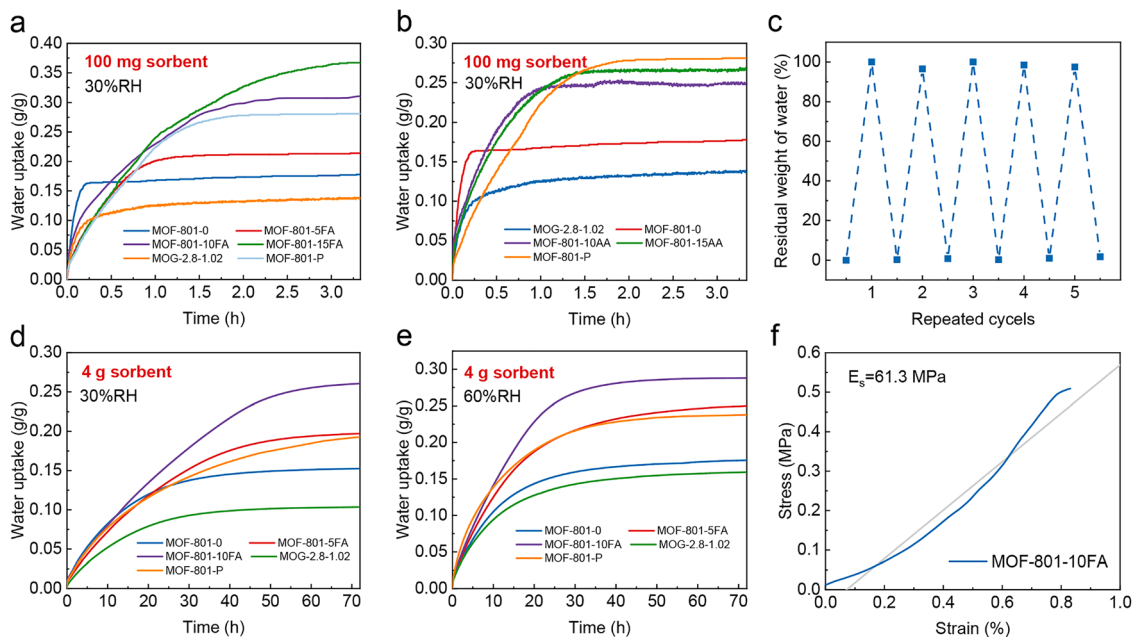 a
100 mg sorbent
30%RH
Water uptake (g/g)
0.40
0.35
0.30
0.25
0.20
0.15
0.10
0.05
0.00
0.0 0.5 1.0 1.5 2.0 2.5 3.0
Time (h)
MOF-801-0 MOF-801-5FA
MOF-801-10FA MOF-801-15FA
MOG-2.8-1.02 MOF-801-P
b
100 mg sorbent
30%RH
Water uptake (g/g)
0.30
0.25
0.20
0.15
0.10
0.05
0.00
0.0 0.5 1.0 1.5 2.0 2.5 3.0
Time (h)
MOG-2.8-1.02 MOF-801-0
MOF-801-10AA MOF-801-15AA
MOF-801-P
c
Residual weight of water (%)
100
80
60
40
20
0
1 2 3 4 5
Repeated cycels
d
4 g sorbent
30%RH
Water uptake (g/g)
0.30
0.25
0.20
0.15
0.10
0.05
0.00
0 10 20 30 40 50 60 70
Time (h)
MOF-801-0 MOF-801-5FA
MOF-801-10FA MOG-2.8-1.02
MOF-801-P
e
4 g sorbent
60%RH
Water uptake (g/g)
0.30
0.25
0.20
0.15
0.10
0.05
0.00
0 10 20 30 40 50 60 70
Time (h)
MOF-801-0 MOF-801-5FA
MOF-801-10FA MOG-2.8-1.02
MOF-801-P
f
Es=61.3 MPa
Stress (MPa)
0.6
0.5
0.4
0.3
0.2
0.1
0.0
0.0 0.2 0.4 0.6 0.8 1.0
Strain (%)
MOF-801-10FA